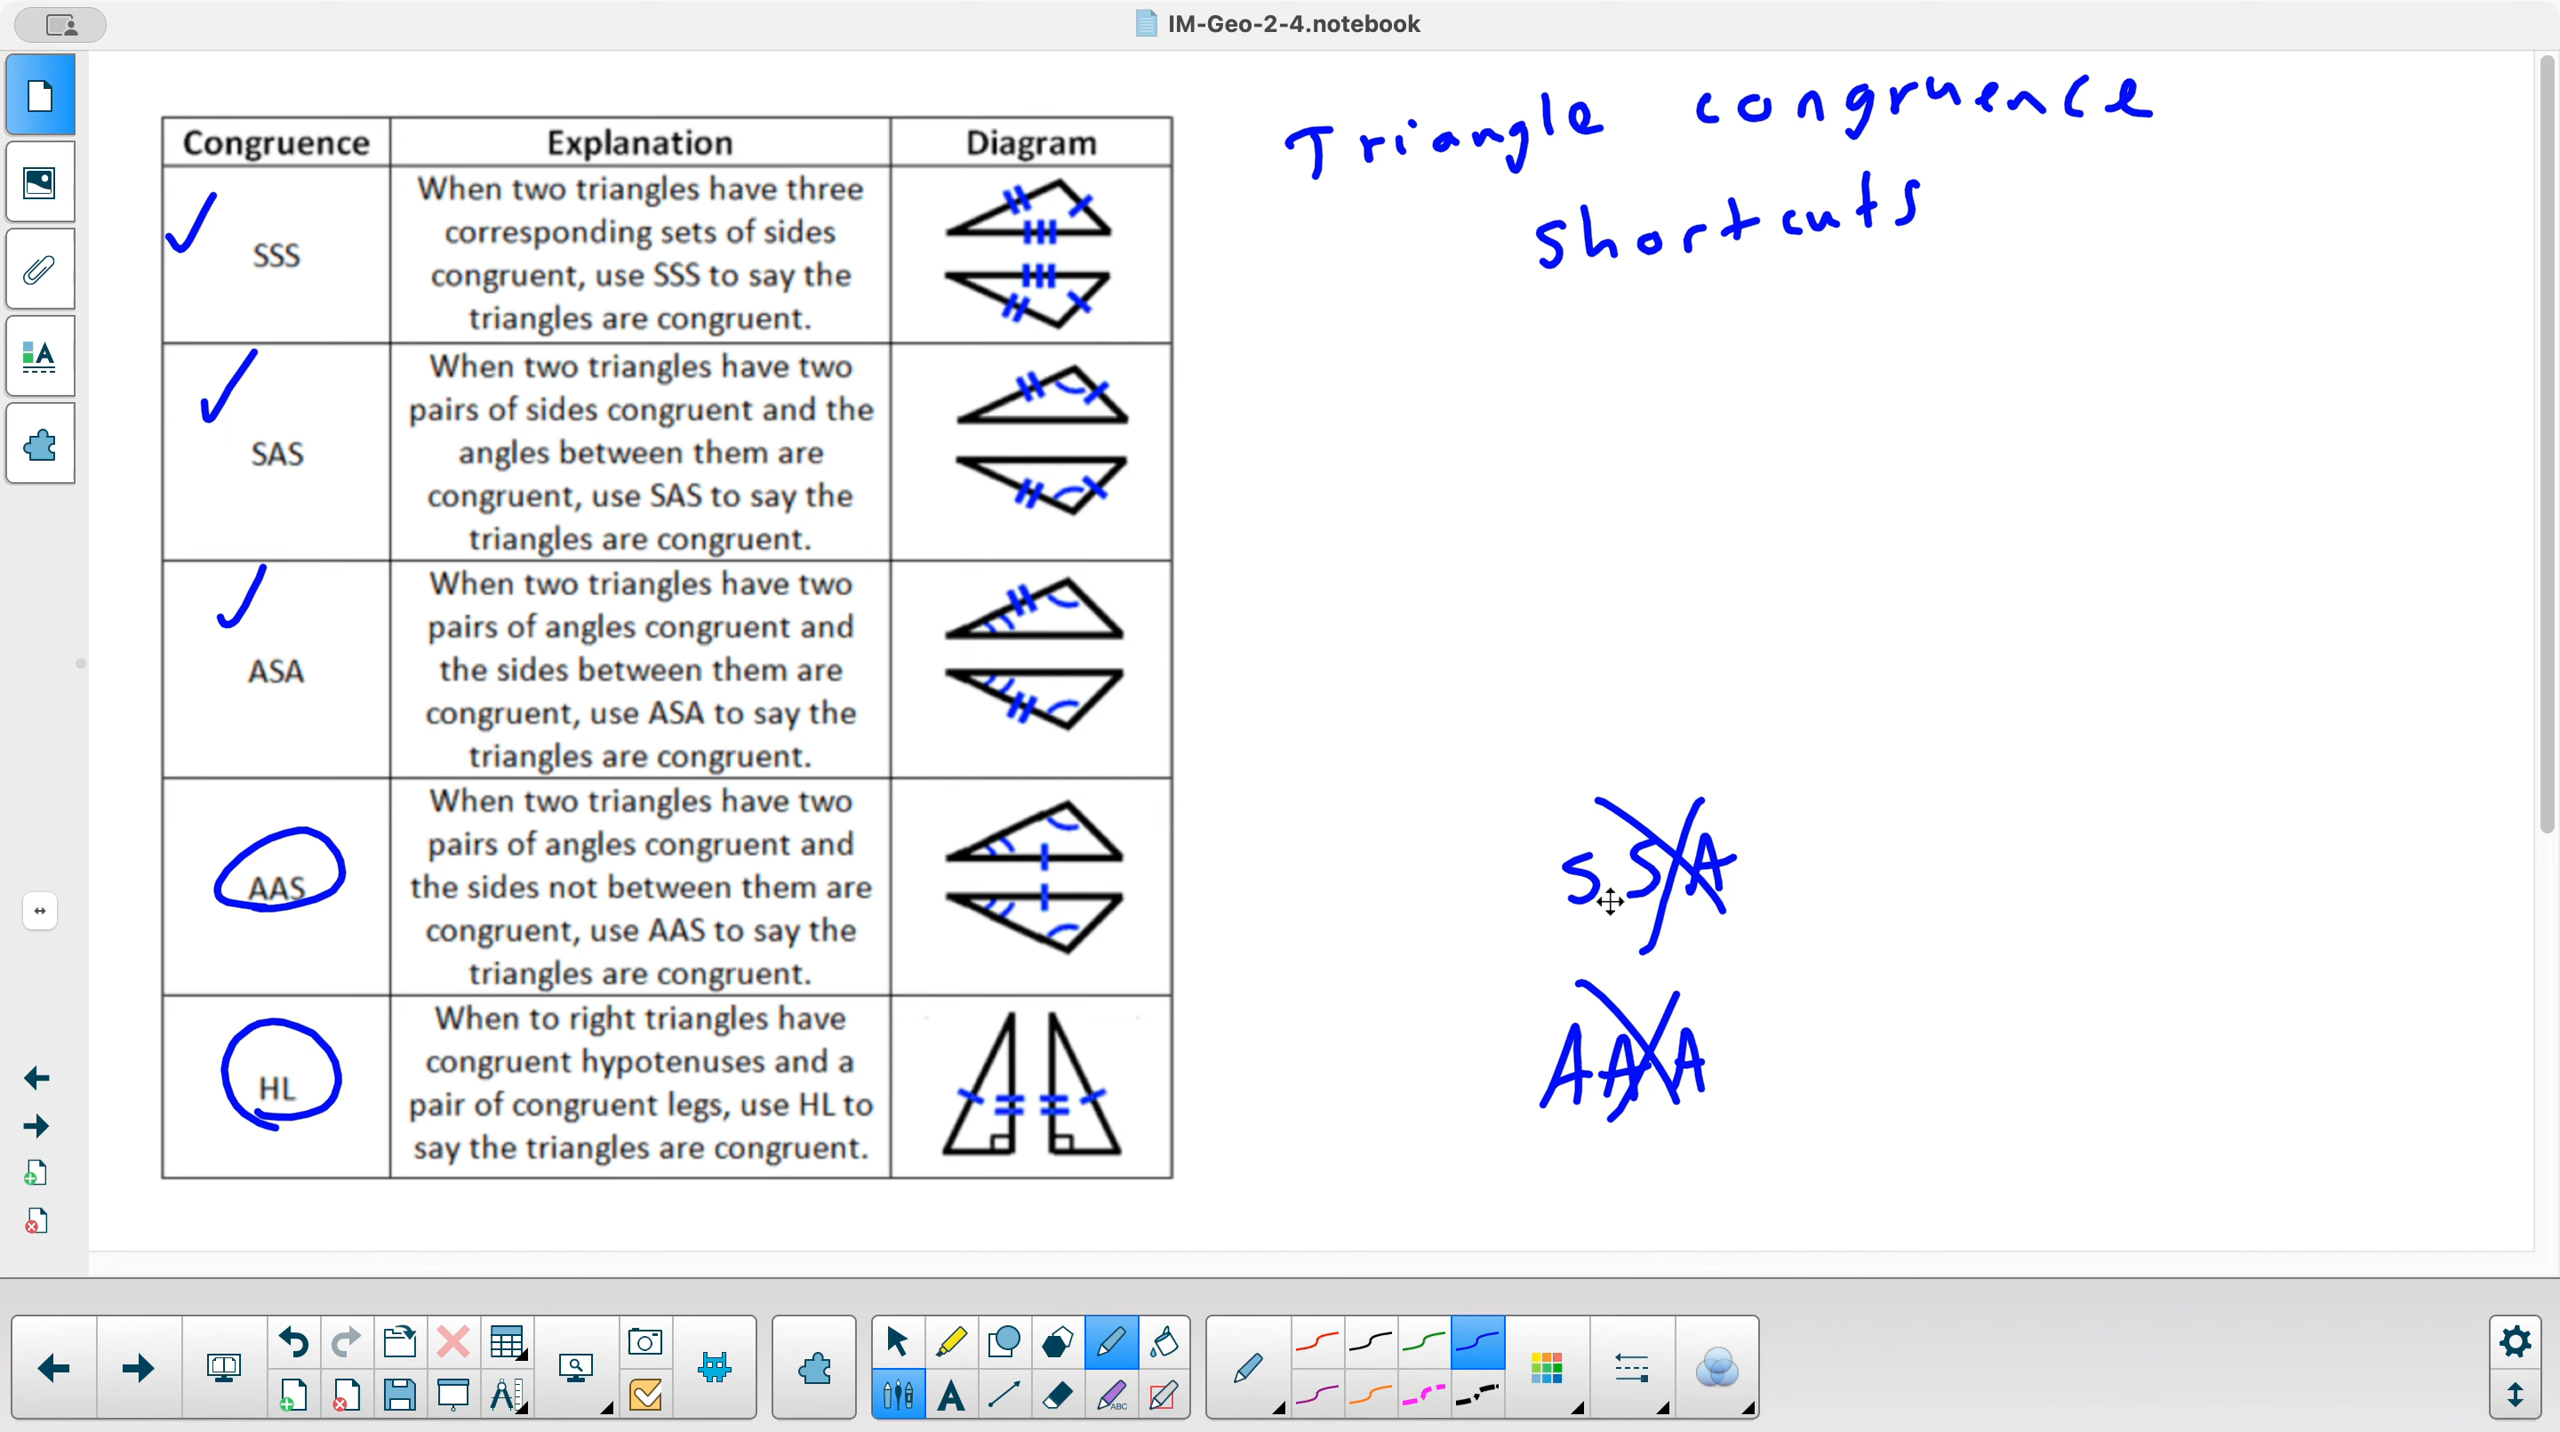 IM-Geo-2-4.notebook
Triangle congruence
shortcuts
Congruence Explanation Diagram
SSS
When two triangles have three
corresponding sets of sides
congruent, use SSS to say the
triangles are congruent.
SAS
When two triangles have two
pairs of sides congruent and the
angles between them are
congruent, use SAS to say the
triangles are congruent.
ASA
When two triangles have two
pairs of angles congruent and
the sides between them are
congruent, use ASA to say the
triangles are congruent.
AAS
When two triangles have two
pairs of angles congruent and
the sides not between them are
congruent, use AAS to say the
triangles are congruent.
HL
When to right triangles have
congruent hypotenuses and a
pair of congruent legs, use HL to
say the triangles are congruent.
SSA
AAA
A
A
ABC